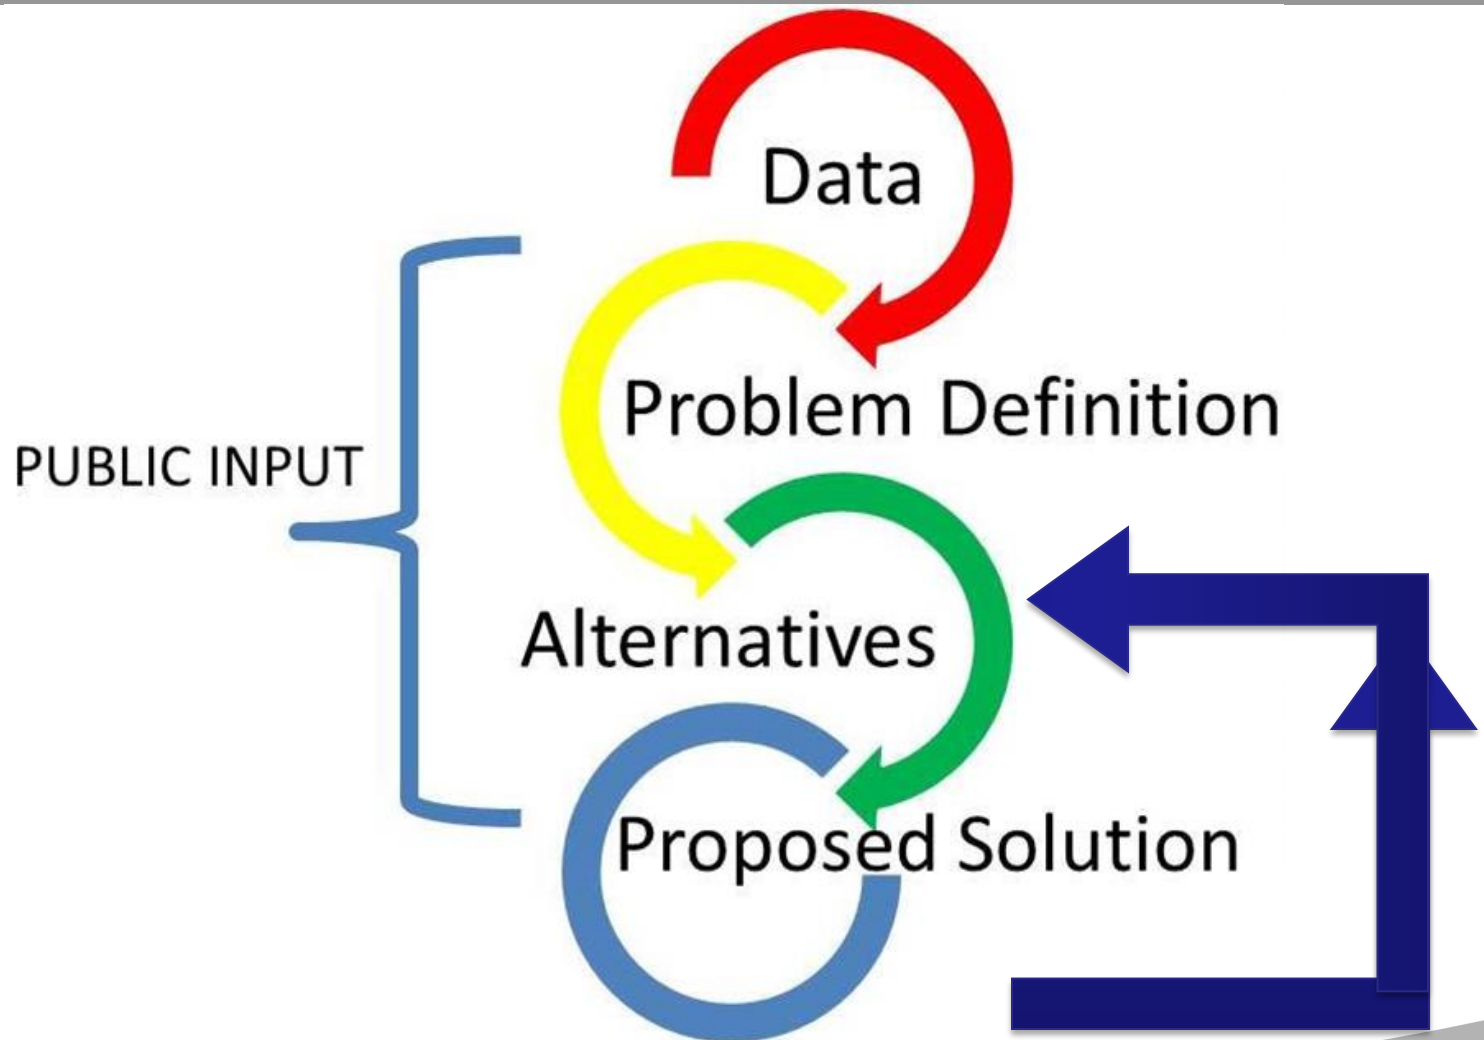 Data
Problem Definition
PUBLIC INPUT
Alternatives
Proposed Solution